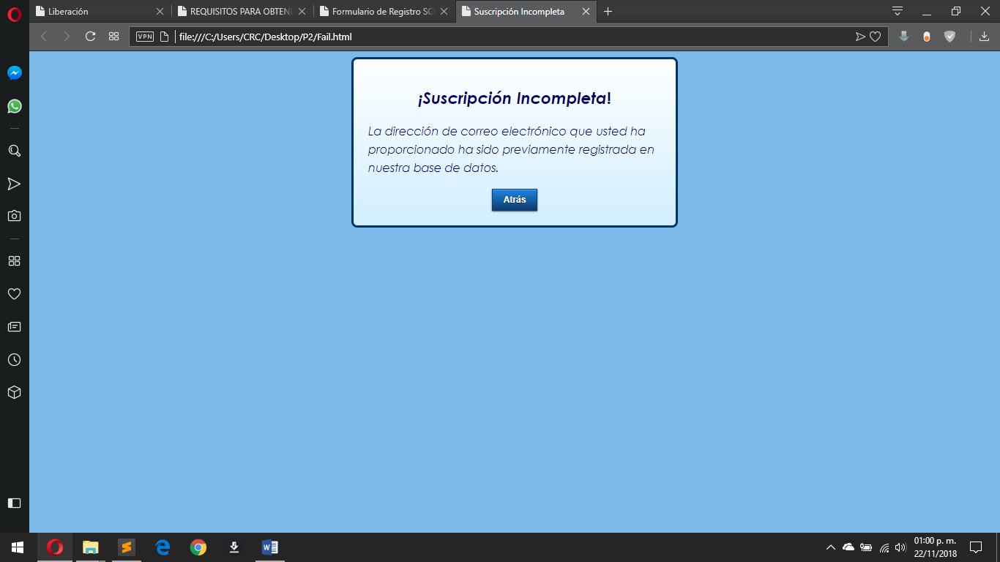 Liberación
REQUISITOS PARA OBTENE
Formulario de Registro SC
Suscripción Incompleta
VPN
file:///C:/Users/CRC/Desktop/P2/Fail.html
¡Suscripción Incompleta!
La dirección de correo electrónico que usted ha
proporcionado ha sido previamente registrada en
nuestra base de datos.
Atrás
01:00 p. m.
22/11/2018